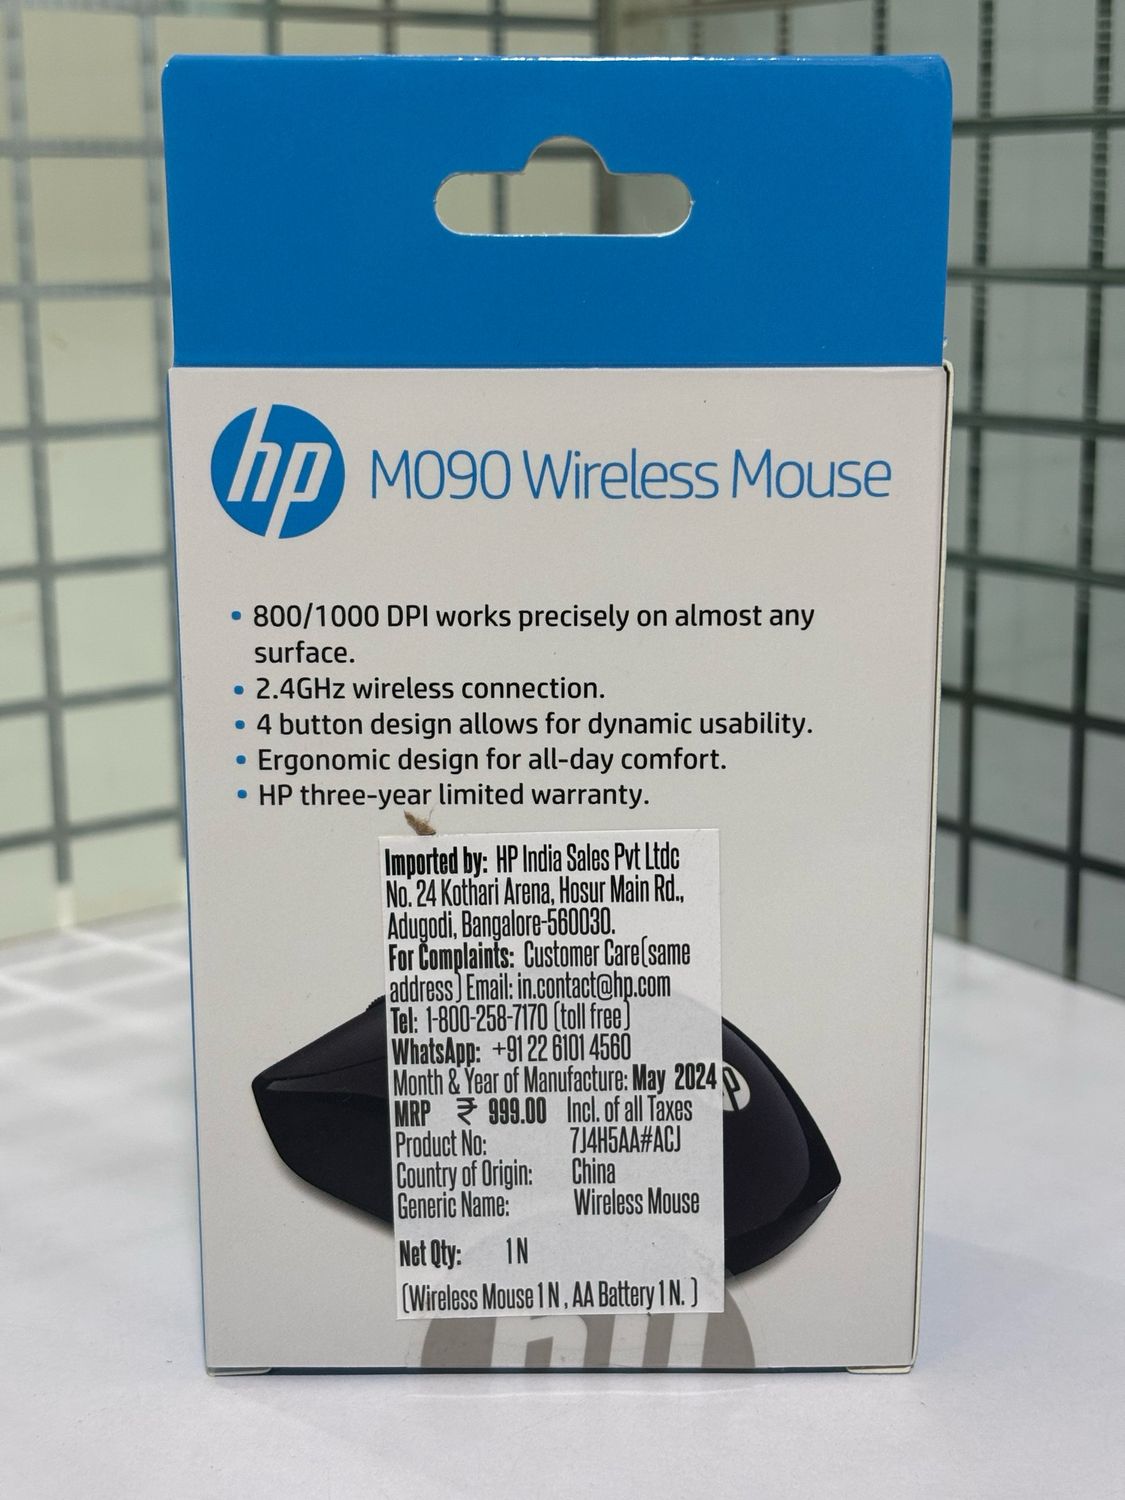 hp M090 Wireless Mouse
• 800/1000 DPI works precisely on almost any
surface.
• 2.4GHz wireless connection.
• 4 button design allows for dynamic usability.
• Ergonomic design for all-day comfort.
• HP three-year limited warranty.
Imported by: HP India Sales Pvt Ltdc
No. 24 Kothari Arena, Hosur Main Rd.,
Adugodi, Bangalore-560030.
For Complaints: Customer Care(same
address) Email: in.contact@hp.com
Tel: 1-800-258-7170 (toll free)
WhatsApp: +91 22 6101 4560
Month & Year of Manufacture: May 2024
MRP ₹ 999.00 Incl. of all Taxes
Product No: 7J4H5AA#ACJ
Country of Origin: China
Generic Name: Wireless Mouse
Net Qty: 1 N
(Wireless Mouse 1 N , AA Battery 1 N. )